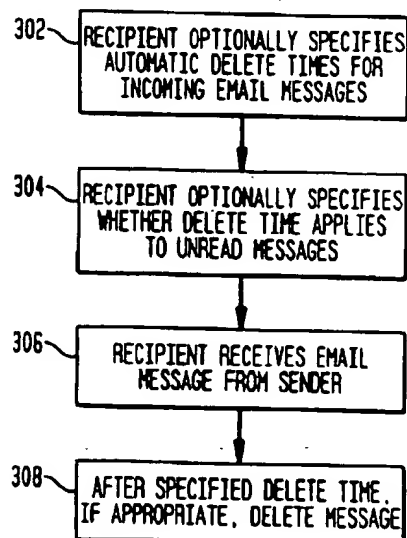 302
RECIPIENT OPTIONALLY SPECIFIES
AUTOMATIC DELETE TIMES FOR
INCOMING EMAIL MESSAGES
304
RECIPIENT OPTIONALLY SPECIFIES
WHETHER DELETE TIME APPLIES
TO UNREAD MESSAGES
306
RECIPIENT RECEIVES EMAIL
MESSAGE FROM SENDER
308
AFTER SPECIFIED DELETE TIME,
IF APPROPRIATE, DELETE MESSAGE